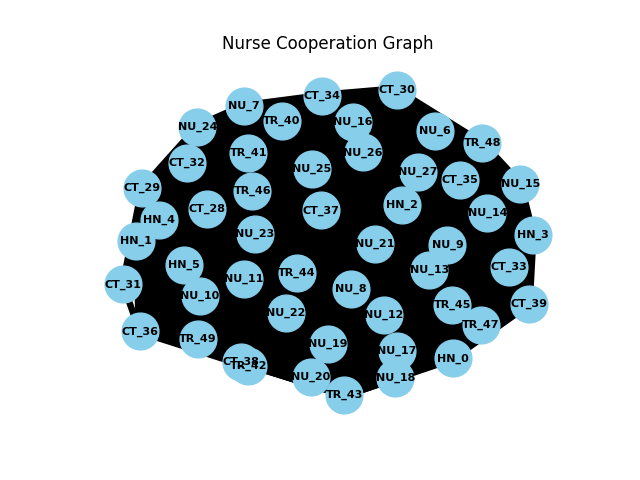 Nurse Cooperation Graph
CT_30
CT_34
NU_7
TR_40
NU_16
NU_24
NU_6
TR_48
NU_26
TR_41
CT_32
NU_25
NU_27
CT_35
NU_15
CT_29
TR_46
HN_2
CT_28
CT_37
NU_14
HN_4
NU_23
HN_3
HN_1
NU_21
NU_9
HN_5
CT_33
NU_13
TR_44
NU_11
CT_31
NU_8
NU_10
CT_39
TR_45
NU_22
NU_12
TR_47
CT_36
TR_49
NU_19
NU_17
HN_0
CT_38
TR_42
NU_20
NU_18
TR_43